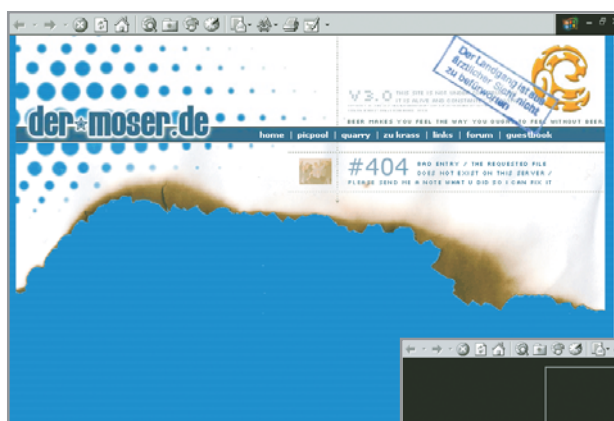 Der Landgang ist aus
ärztlicher Sicht nicht
zu befürworten
V3.0
BEER MAKES YOU FEEL THE WAY YOU OUGHT TO FEEL WITHOUT BEER.
der moser.de
home | picpool | quarry | zu krass | links | forum | guestbook
#404
BAD ENTRY / THE REQUESTED FILE
DOES NOT EXIST ON THIS SERVER /
PLEASE SEND ME A NOTE WHAT U DID SO I CAN FIX IT